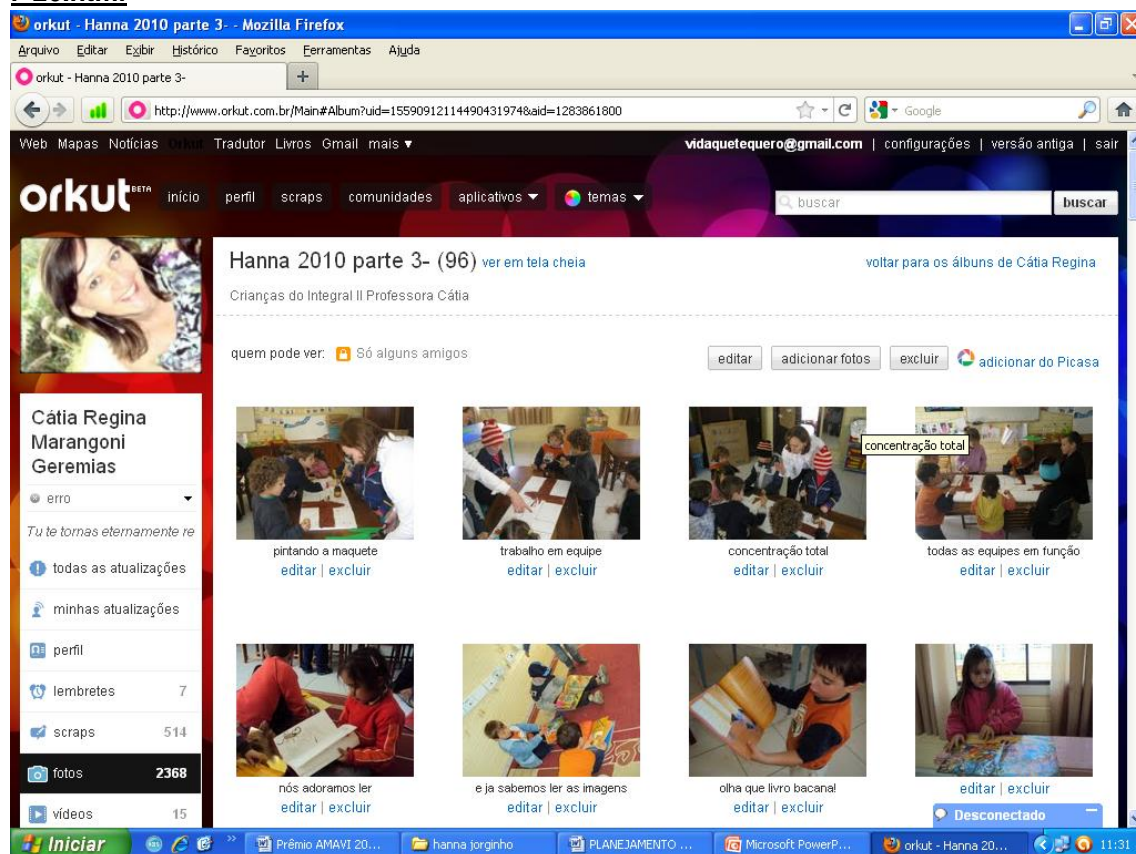 orkut - Hanna 2010 parte 3- - Mozilla Firefox
Arquivo Editar Exibir Histórico Favoritos Ferramentas Ajuda
orkut - Hanna 2010 parte 3-
http://www.orkut.com.br/Main#Album?uid=15590912114490431974&aid=1283861800 Google
Web Mapas Notícias Orkut Tradutor Livros Gmail mais ▾ vidaquetequero@gmail.com | configurações | versão antiga | sair
orkut BETA início perfil scraps comunidades aplicativos temas buscar buscar
Hanna 2010 parte 3- (96) ver em tela cheia voltar para os álbuns de Cátia Regina
Crianças do Integral II Professora Cátia
quem pode ver: Só alguns amigos editar adicionar fotos excluir adicionar do Picasa
Cátia Regina
Marangoni
Geremias
erro
Tu te tornas eternamente re
todas as atualizações
minhas atualizações
perfil
lembretes 7
scraps 514
fotos 2368
vídeos 15
concentração total
pintando a maquete
editar | excluir
trabalho em equipe
editar | excluir
concentração total
editar | excluir
todas as equipes em função
editar | excluir
nós adoramos ler
editar | excluir
e ja sabemos ler as imagens
editar | excluir
olha que livro bacana!
editar | excluir
editar | excluir
Desconectado
Iniciar Prêmio AMAVI 20... hanna jorginho PLANEJAMENTO ... Microsoft PowerP... orkut - Hanna 20... 11:31